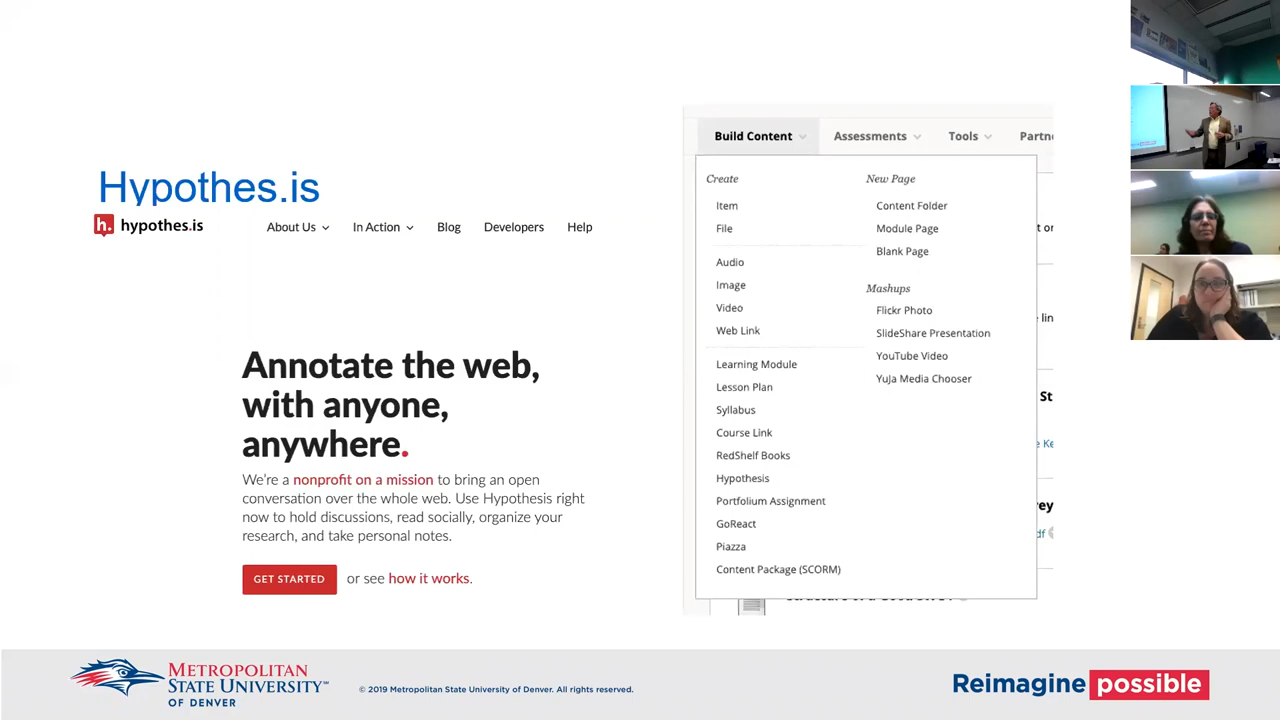 Hypothes.is
h. hypothes.is
About Us
In Action
Blog
Developers
Help
Annotate the web,
with anyone,
anywhere.
We're a nonprofit on a mission to bring an open
conversation over the whole web. Use Hypothesis right
now to hold discussions, read socially, organize your
research, and take personal notes.
GET STARTED or see how it works.
Build Content
Assessments
Tools
Partne
Create
Item
File
Audio
Image
Video
Web Link
Learning Module
Lesson Plan
Syllabus
Course Link
RedShelf Books
Hypothesis
Portfolium Assignment
GoReact
Piazza
Content Package (SCORM)
New Page
Content Folder
Module Page
Blank Page
Mashups
Flickr Photo
SlideShare Presentation
YouTube Video
YuJa Media Chooser
METROPOLITAN
STATE UNIVERSITY™
OF DENVER
© 2019 Metropolitan State University of Denver. All rights reserved.
Reimagine possible